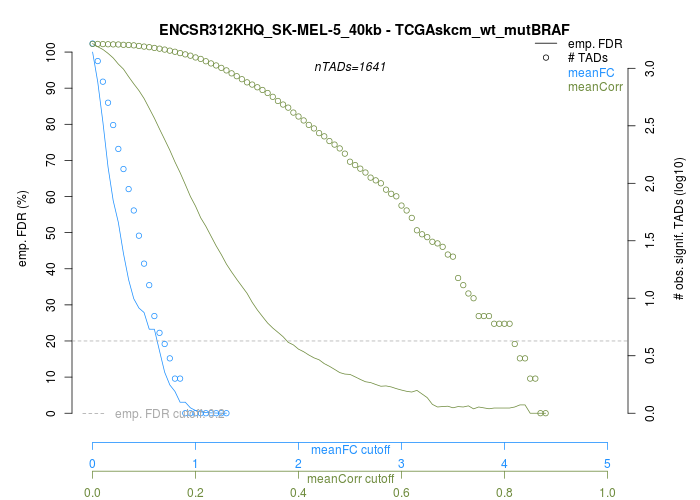 ENCSR312KHQ_SK-MEL-5_40kb - TCGAskcm_wt_mutBRAF
emp. FDR
# TADs
meanFC
meanCorr
nTADs=1641
emp. FDR (%)
100
90
80
70
60
50
40
30
20
10
0
3.0
2.5
2.0
1.5
1.0
0.5
0.0
# obs. signif. TADs (log10)
emp. FDR cutoff 0.2
meanFC cutoff
0 1 2 3 4 5
meanCorr cutoff
0.0 0.2 0.4 0.6 0.8 1.0